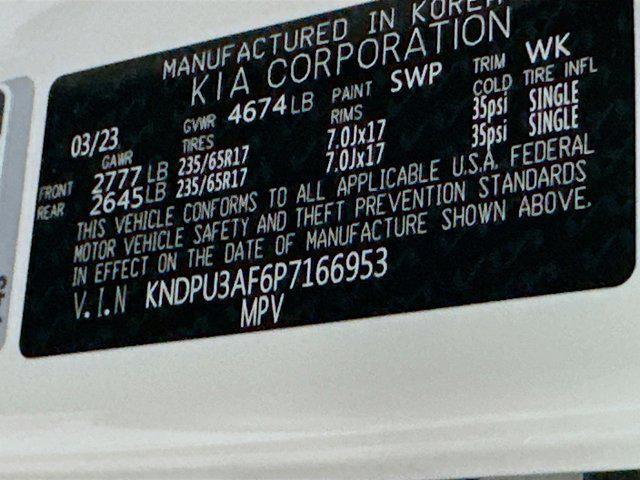 MANUFACTURED IN KOREA
KIA CORPORATION
03/23 GVWR 4674LB PAINT SWP TRIM WK
GAWR TIRES RIMS COLD TIRE INFL
FRONT 2777 LB 235/65R17 7.0Jx17 35psi SINGLE
REAR 2645LB 235/65R17 7.0Jx17 35psi SINGLE
THIS VEHICLE CONFORMS TO ALL APPLICABLE U.S.A. FEDERAL
MOTOR VEHICLE SAFETY AND THEFT PREVENTION STANDARDS
IN EFFECT ON THE DATE OF MANUFACTURE SHOWN ABOVE.
V.I.N KNDPU3AF6P7166953
MPV